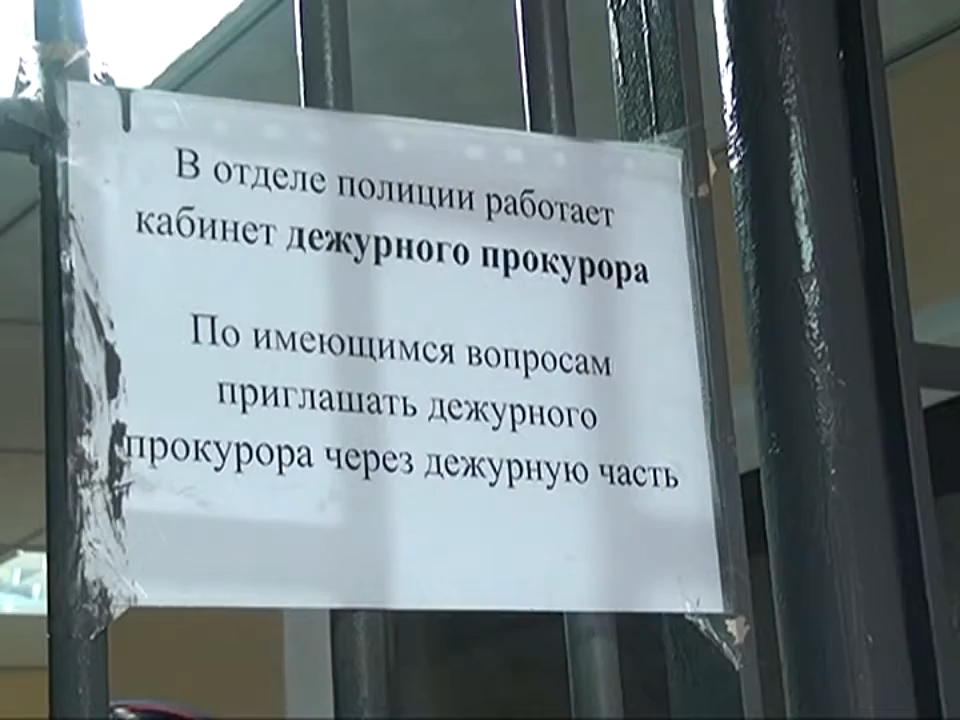 В отделе полиции работает
кабинет дежурного прокурора
По имеющимся вопросам
приглашать дежурного
прокурора через дежурную часть